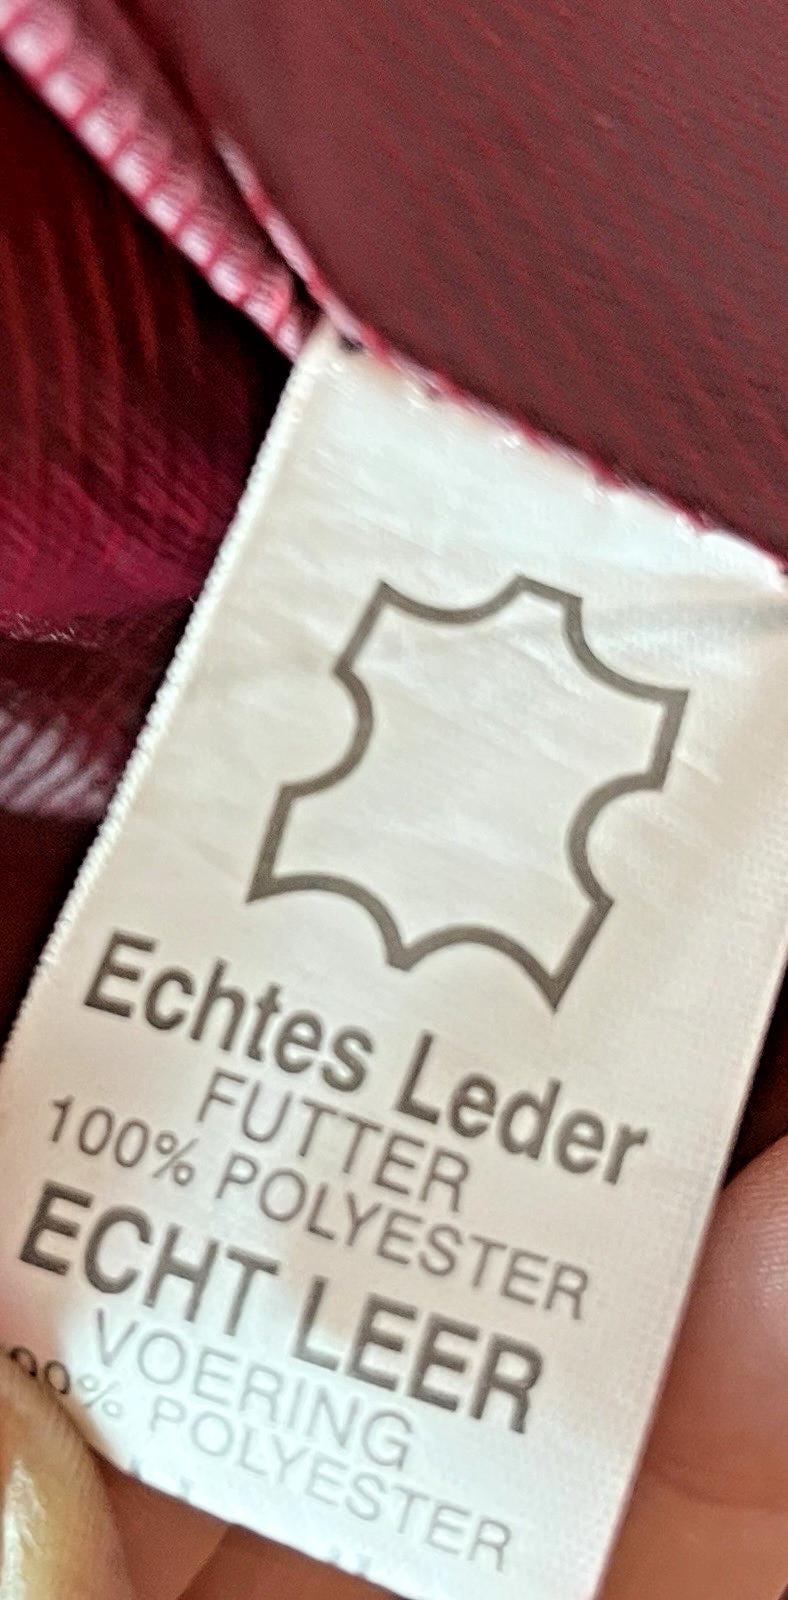 Echtes Leder
FUTTER
100% POLYESTER
ECHT LEER
VOERING
% POLYESTER